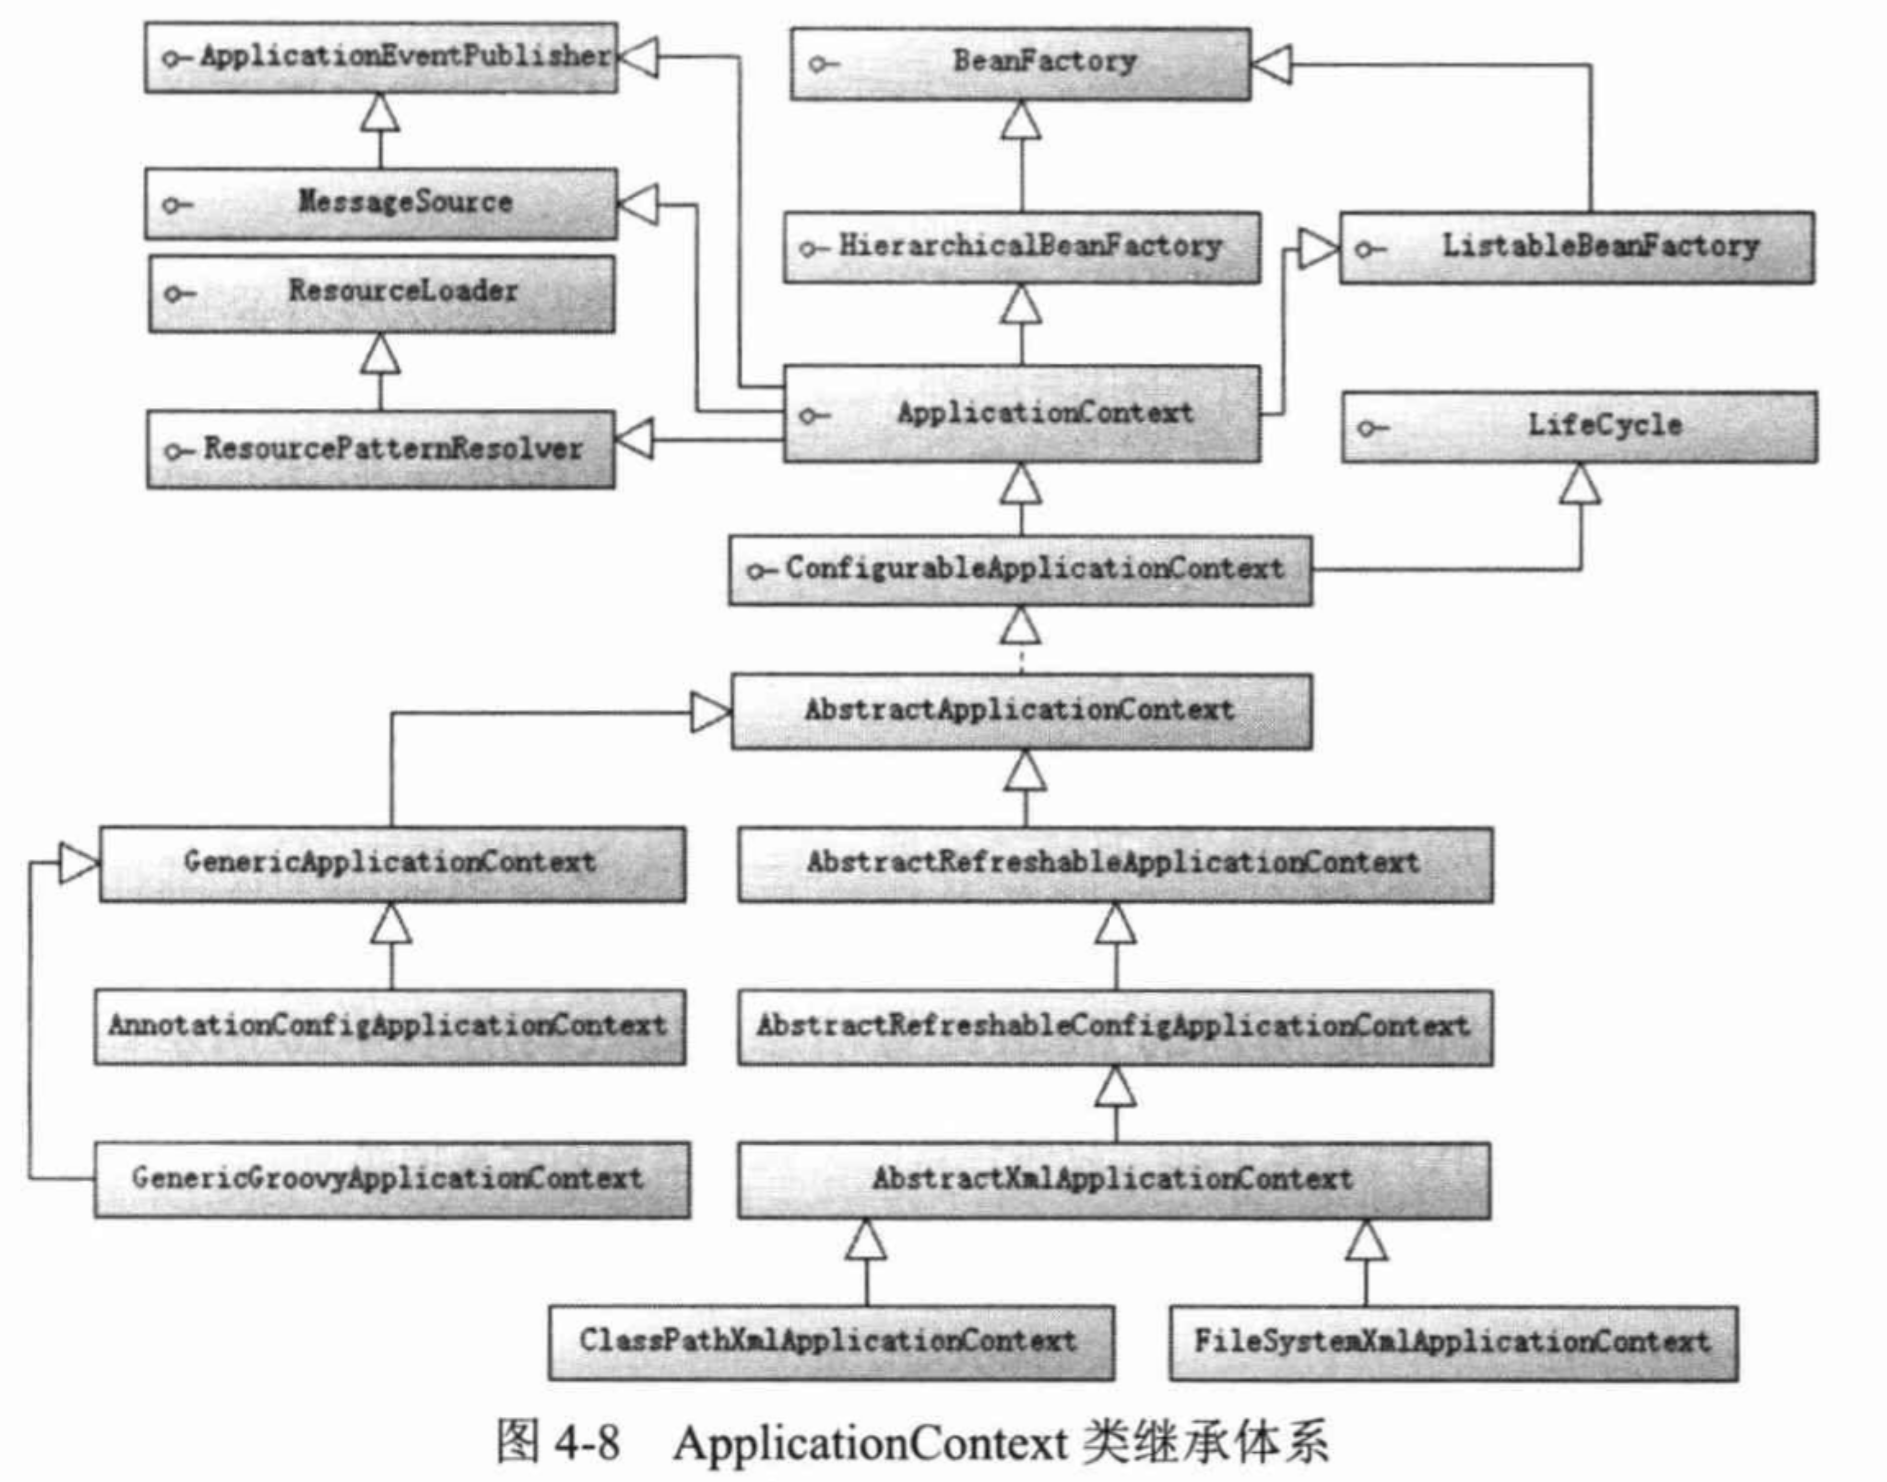 ApplicationEventPublisher
BeanFactory
MessageSource
HierarchicalBeanFactory
ListableBeanFactory
ResourceLoader
ApplicationContext
LifeCycle
ResourcePatternResolver
ConfigurableApplicationContext
AbstractApplicationContext
GenericApplicationContext
AbstractRefreshableApplicationContext
AnnotationConfigApplicationContext
AbstractRefreshableConfigApplicationContext
GenericGroovyApplicationContext
AbstractXmlApplicationContext
ClassPathXmlApplicationContext
FileSystemXmlApplicationContext
图 4-8 ApplicationContext 类继承体系